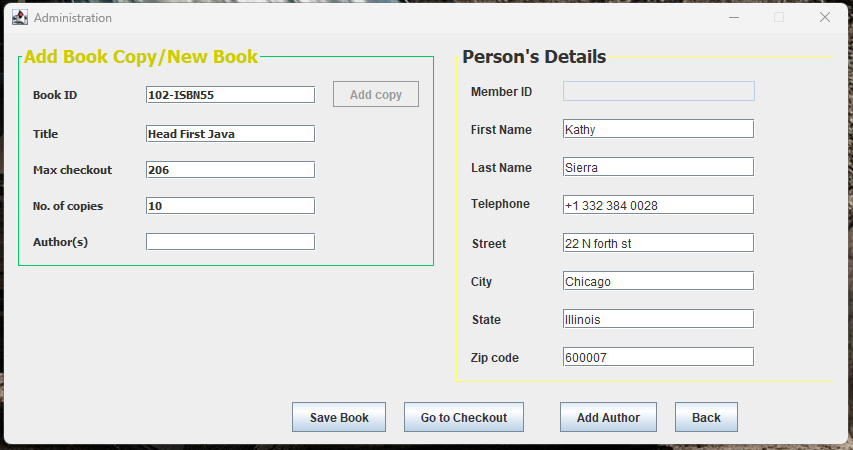 Administration
Add Book Copy/New Book
Book ID 102-ISBN55 Add copy
Title Head First Java
Max checkout 206
No. of copies 10
Author(s)
Person's Details
Member ID
First Name Kathy
Last Name Sierra
Telephone +1 332 384 0028
Street 22 N forth st
City Chicago
State Illinois
Zip code 600007
Save Book Go to Checkout Add Author Back